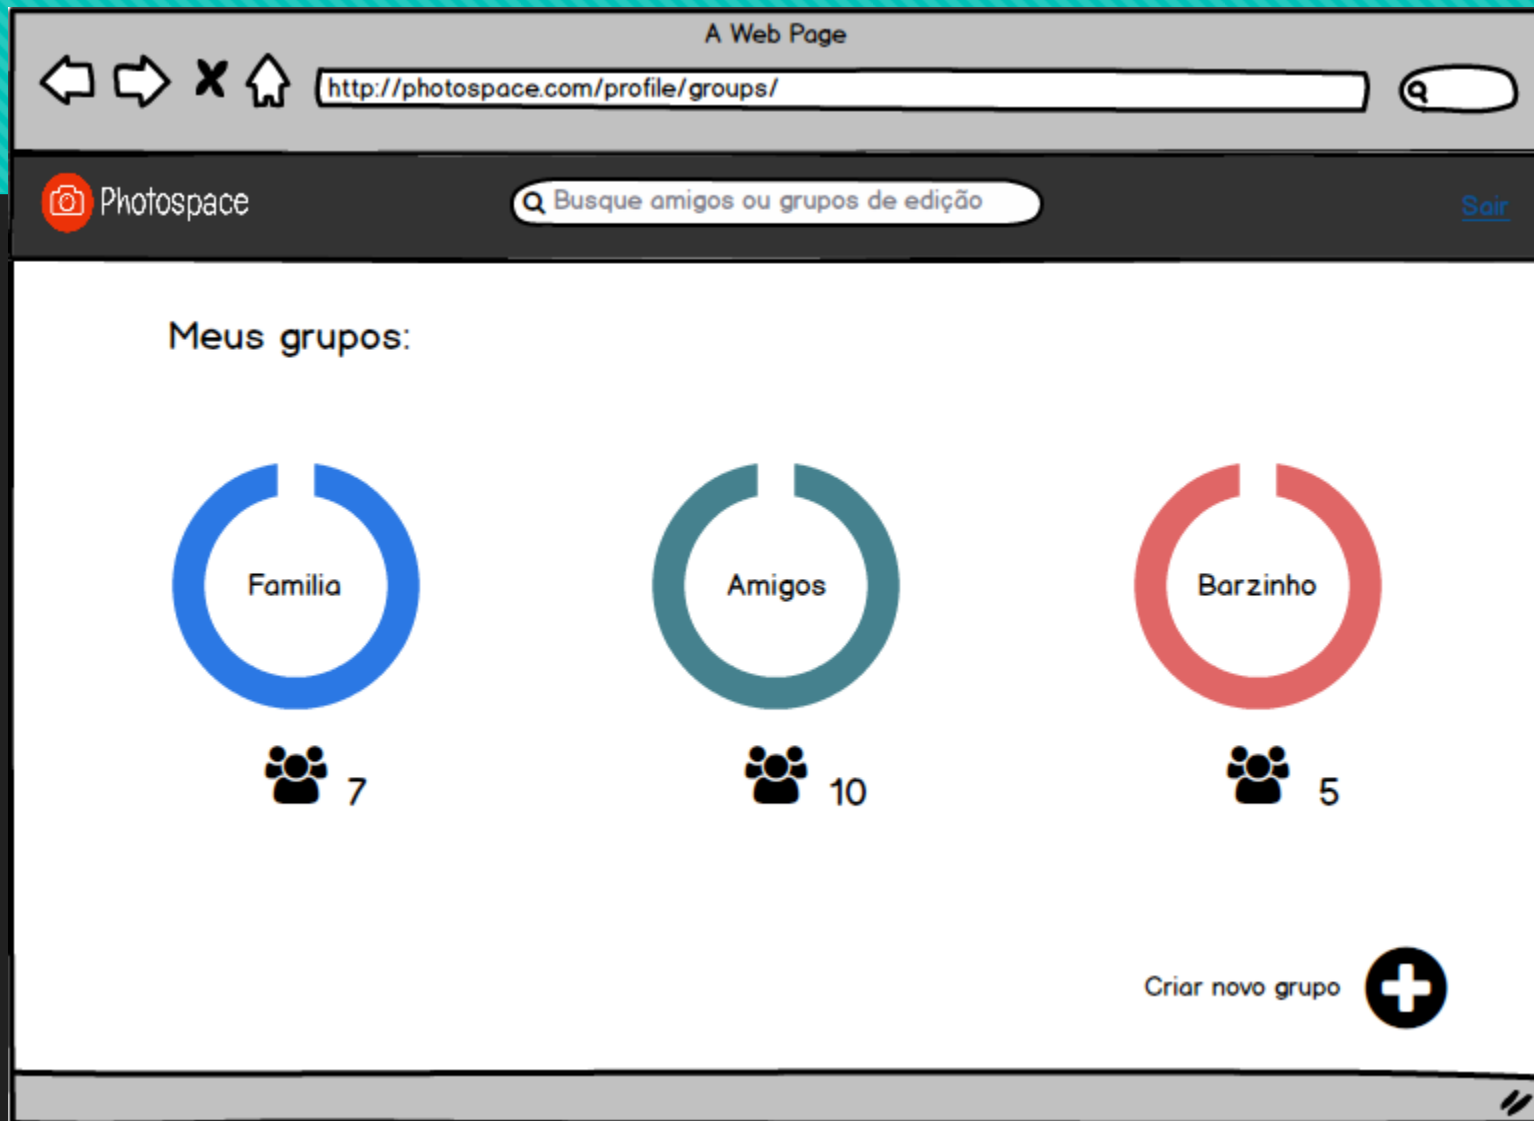 A Web Page
http://photospace.com/profile/groups/
Photospace
Busque amigos ou grupos de edição
Sair
Meus grupos:
Familia
Amigos
Barzinho
7
10
5
Criar novo grupo